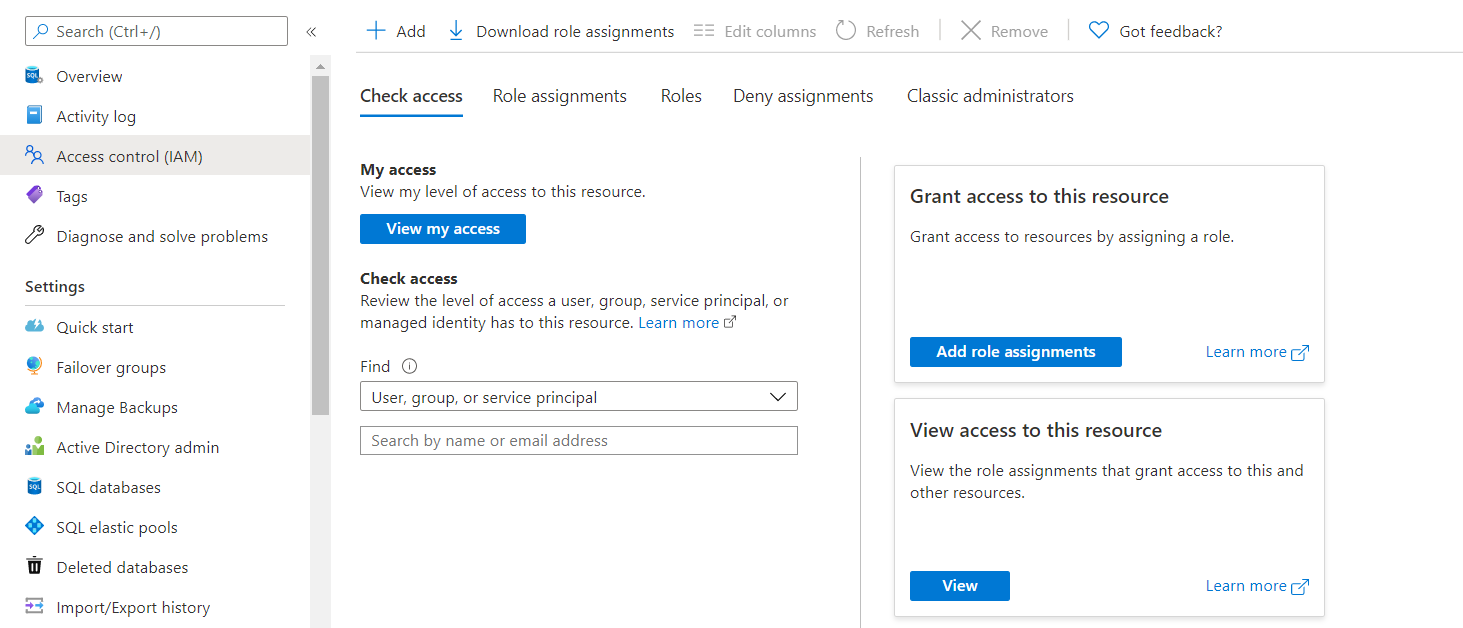 Search (Ctrl+/)
«
Overview
Activity log
Access control (IAM)
Tags
Diagnose and solve problems
Settings
Quick start
Failover groups
Manage Backups
Active Directory admin
SQL databases
SQL elastic pools
Deleted databases
Import/Export history
Add Download role assignments Edit columns Refresh Remove Got feedback?
Check access Role assignments Roles Deny assignments Classic administrators
My access
View my level of access to this resource.
View my access
Check access
Review the level of access a user, group, service principal, or
managed identity has to this resource. Learn more
Find
User, group, or service principal
Search by name or email address
Grant access to this resource
Grant access to resources by assigning a role.
Add role assignments Learn more
View access to this resource
View the role assignments that grant access to this and
other resources.
View Learn more